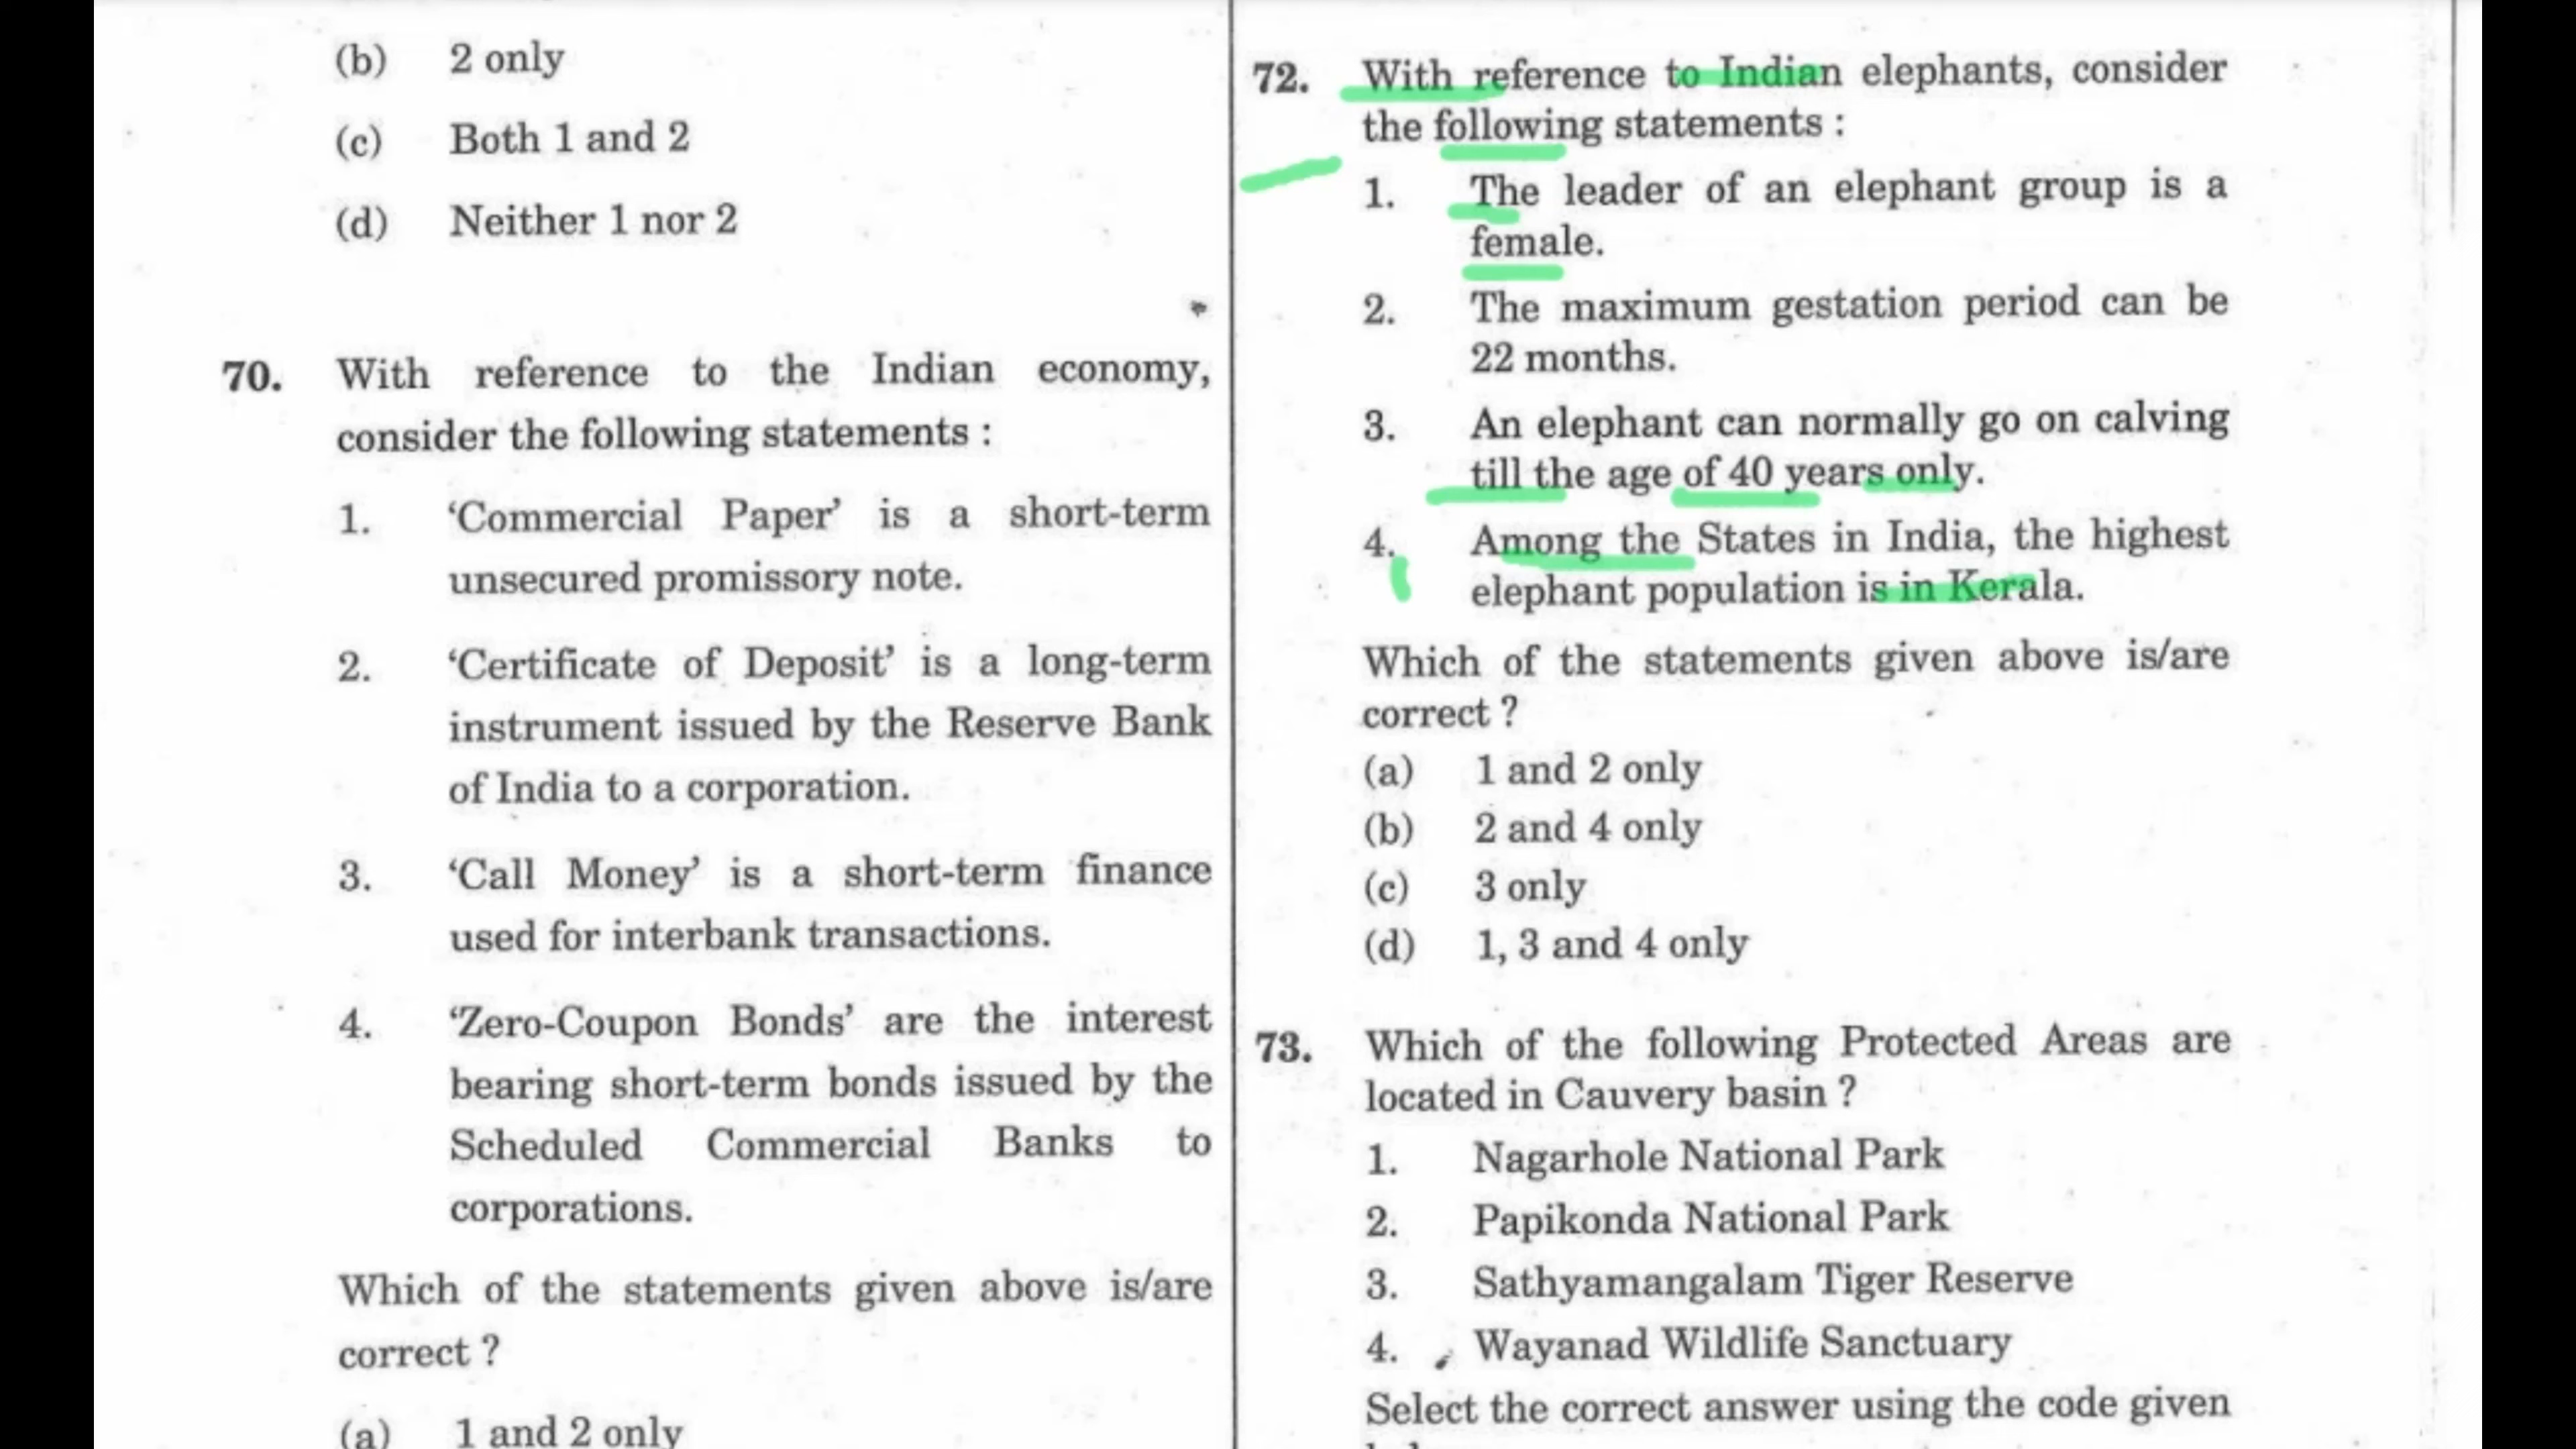 (b) 2 only
(c) Both 1 and 2
(d) Neither 1 nor 2
70. With reference to the Indian economy,
consider the following statements :
1. ‘Commercial Paper’ is a short-term
unsecured promissory note.
2. ‘Certificate of Deposit’ is a long-term
instrument issued by the Reserve Bank
of India to a corporation.
3. ‘Call Money’ is a short-term finance
used for interbank transactions.
4. ‘Zero-Coupon Bonds’ are the interest
bearing short-term bonds issued by the
Scheduled Commercial Banks to
corporations.
Which of the statements given above is/are
correct ?
(a) 1 and 2 only
72. With reference to Indian elephants, consider
the following statements :
1. The leader of an elephant group is a
female.
2. The maximum gestation period can be
22 months.
3. An elephant can normally go on calving
till the age of 40 years only.
4. Among the States in India, the highest
elephant population is in Kerala.
Which of the statements given above is/are
correct ?
(a) 1 and 2 only
(b) 2 and 4 only
(c) 3 only
(d) 1, 3 and 4 only
73. Which of the following Protected Areas are
located in Cauvery basin ?
1. Nagarhole National Park
2. Papikonda National Park
3. Sathyamangalam Tiger Reserve
4. Wayanad Wildlife Sanctuary
Select the correct answer using the code given